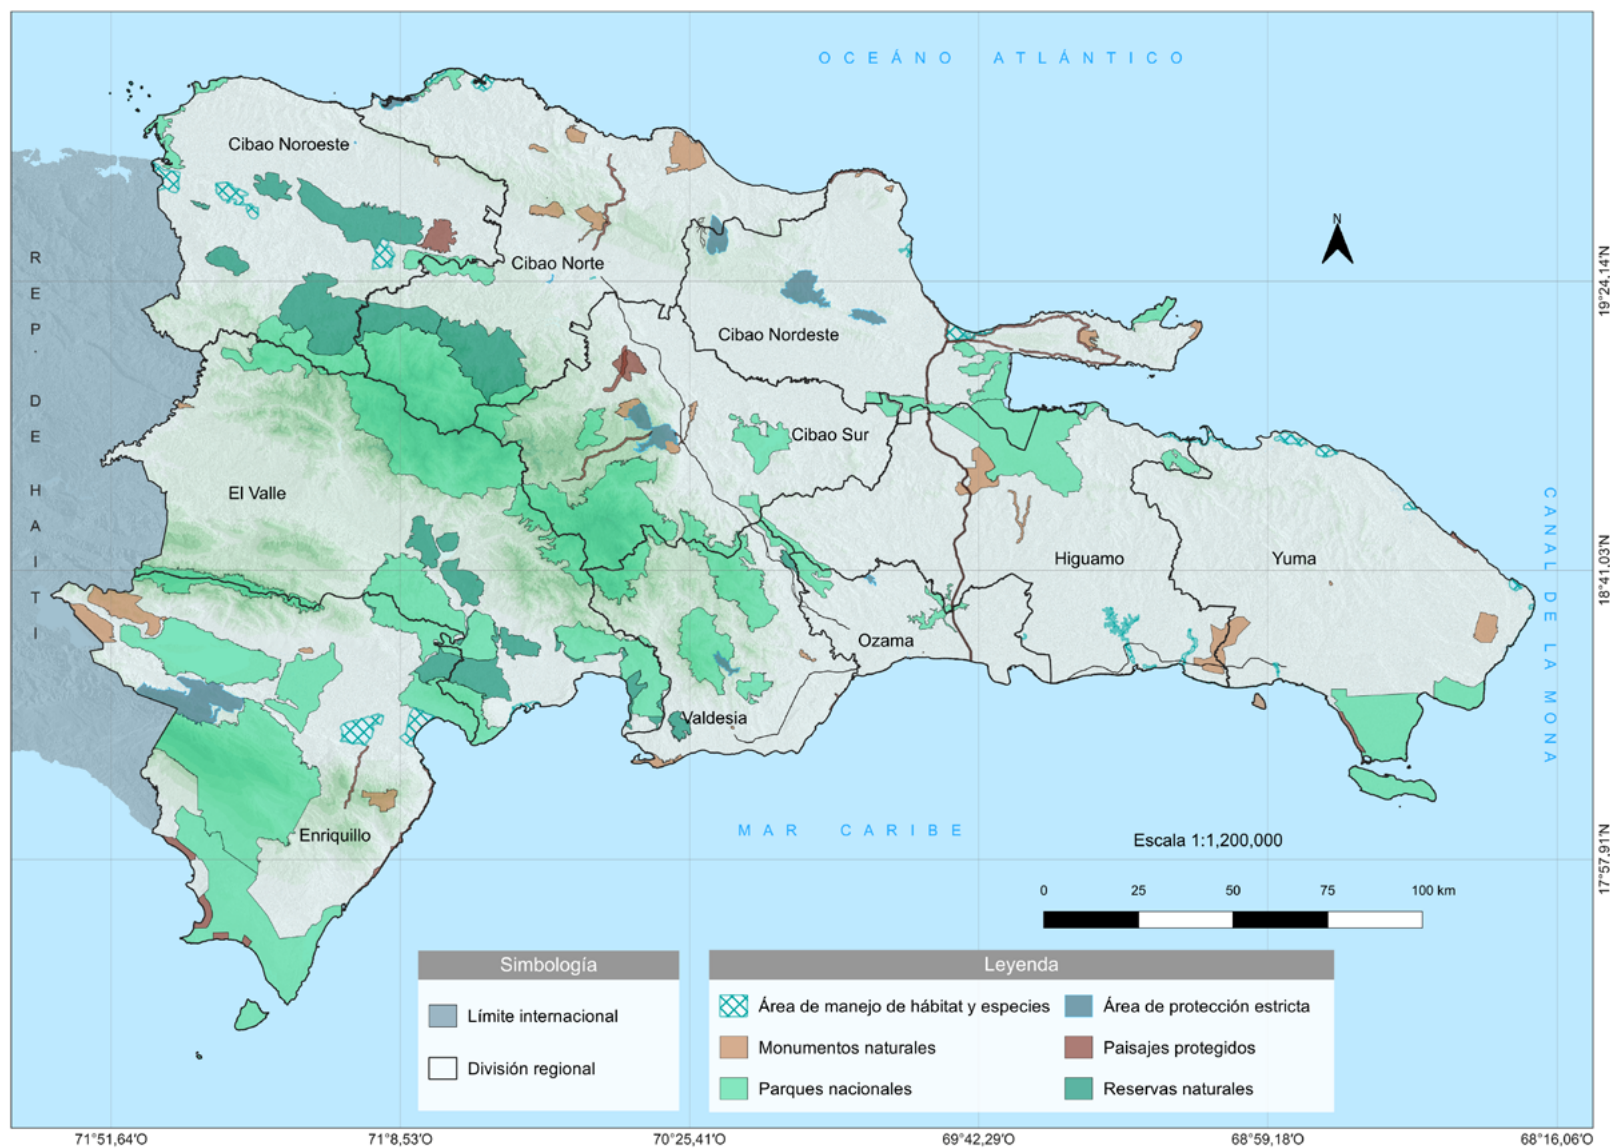 OCEÁNO ATLÁNTICO
Cibao Noroeste
N
REP. DE HAITI
Cibao Norte
19°24,14'N
Cibao Nordeste
Cibao Sur
El Valle
CANAL DE LA MONA
Higuamo
Yuma
18°41,03'N
Ozama
Valdesia
MAR CARIBE
Enriquillo
Escala 1:1,200,000
17°57,91'N
0 25 50 75 100 km
Simbología
Límite internacional
División regional
Leyenda
Área de manejo de hábitat y especies
Área de protección estricta
Monumentos naturales
Paisajes protegidos
Parques nacionales
Reservas naturales
71°51,64'O 71°8,53'O 70°25,41'O 69°42,29'O 68°59,18'O 68°16,06'O